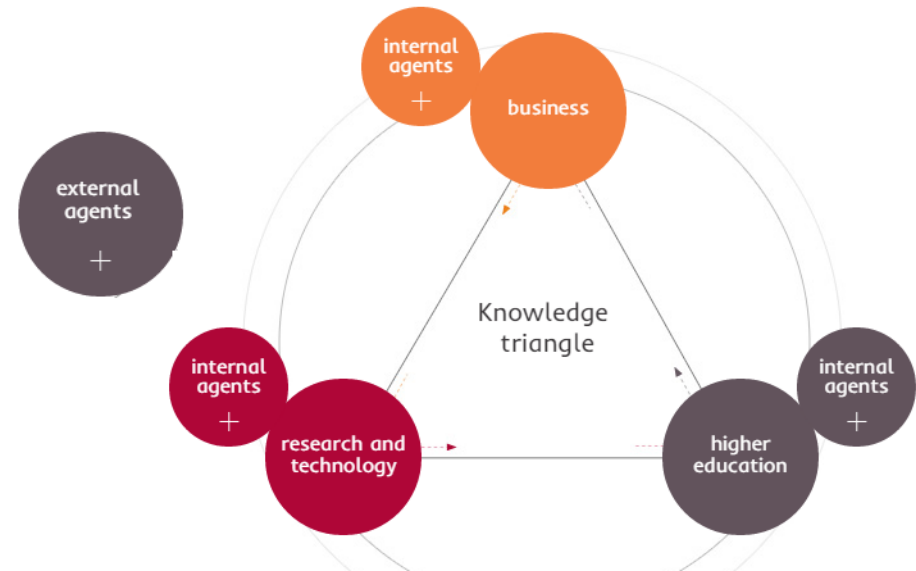 internal
agents
+
business
external
agents
+
Knowledge
triangle
internal
agents
+
internal
agents
+
research and
technology
higher
education